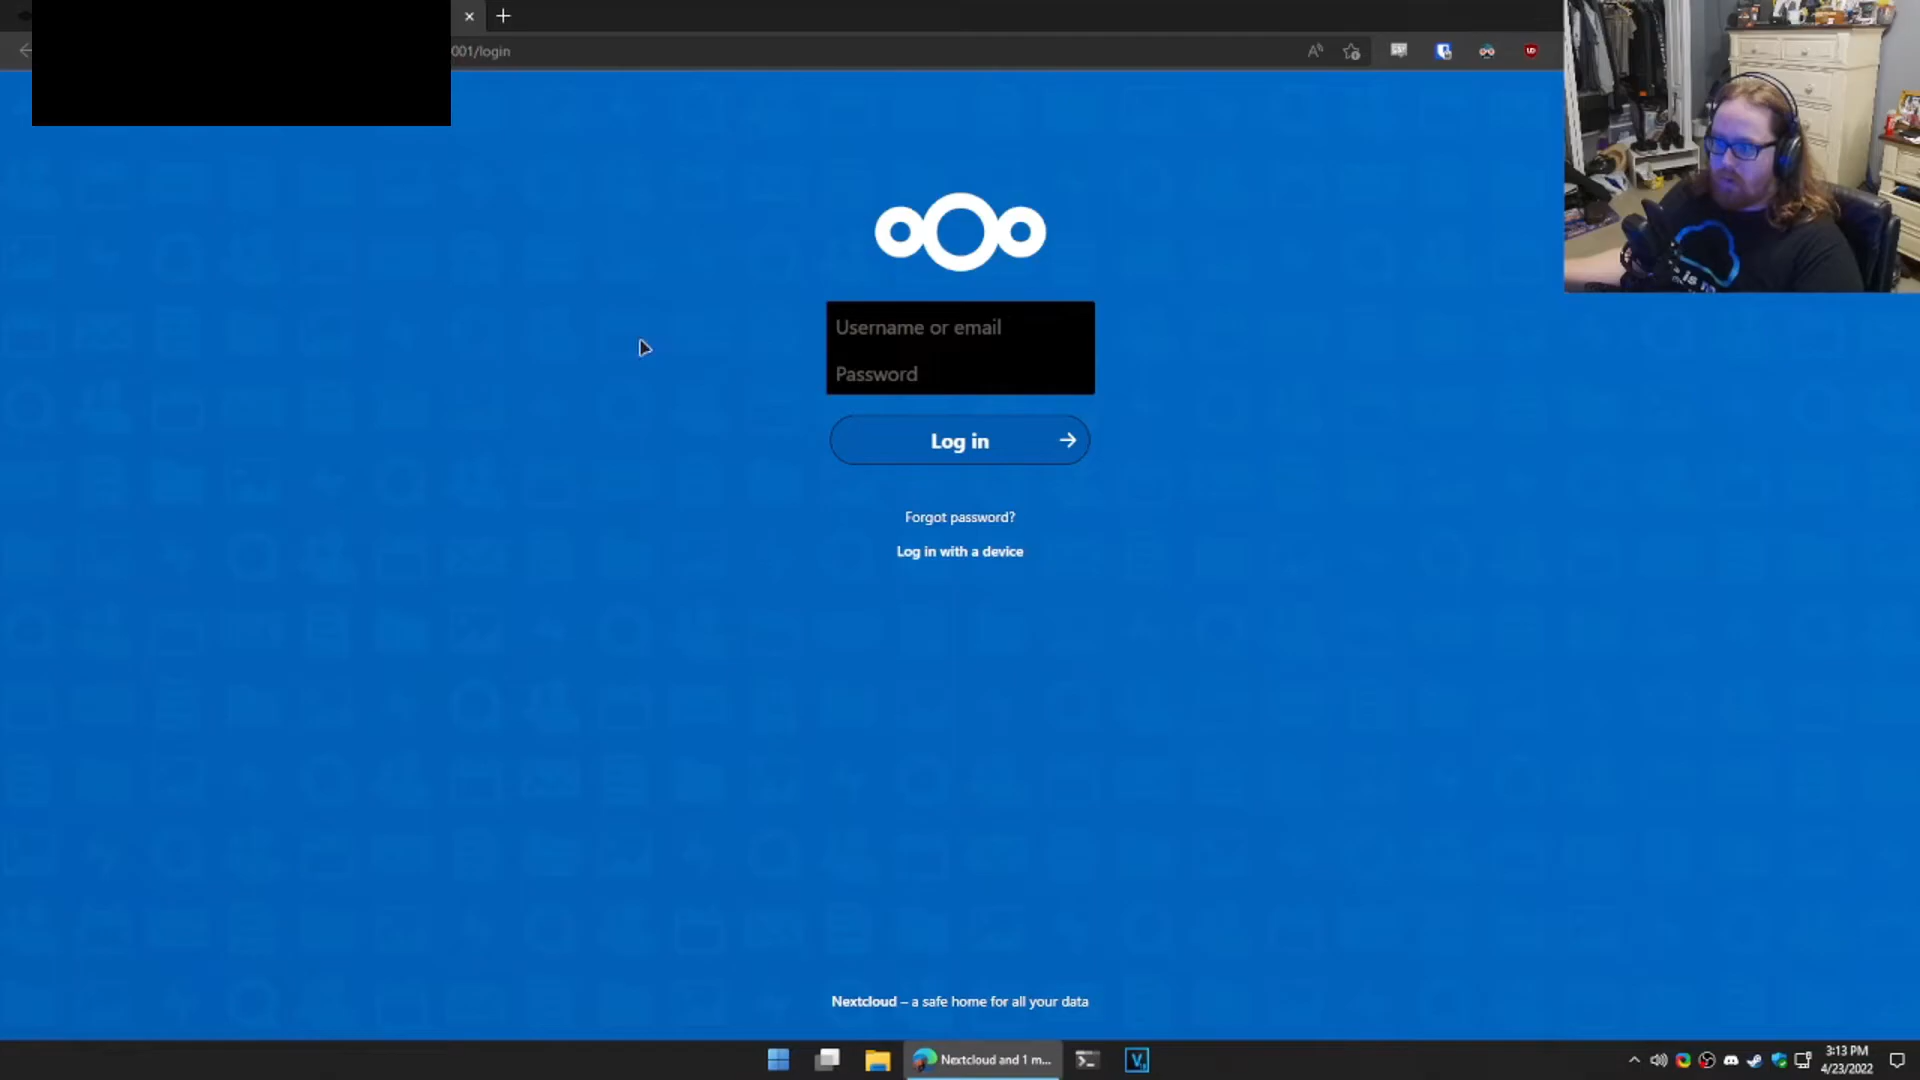 001/login
Username or email
Password
Log in
Forgot password?
Log in with a device
Nextcloud – a safe home for all your data
Nextcloud and 1 m...
3:13 PM
4/23/2022